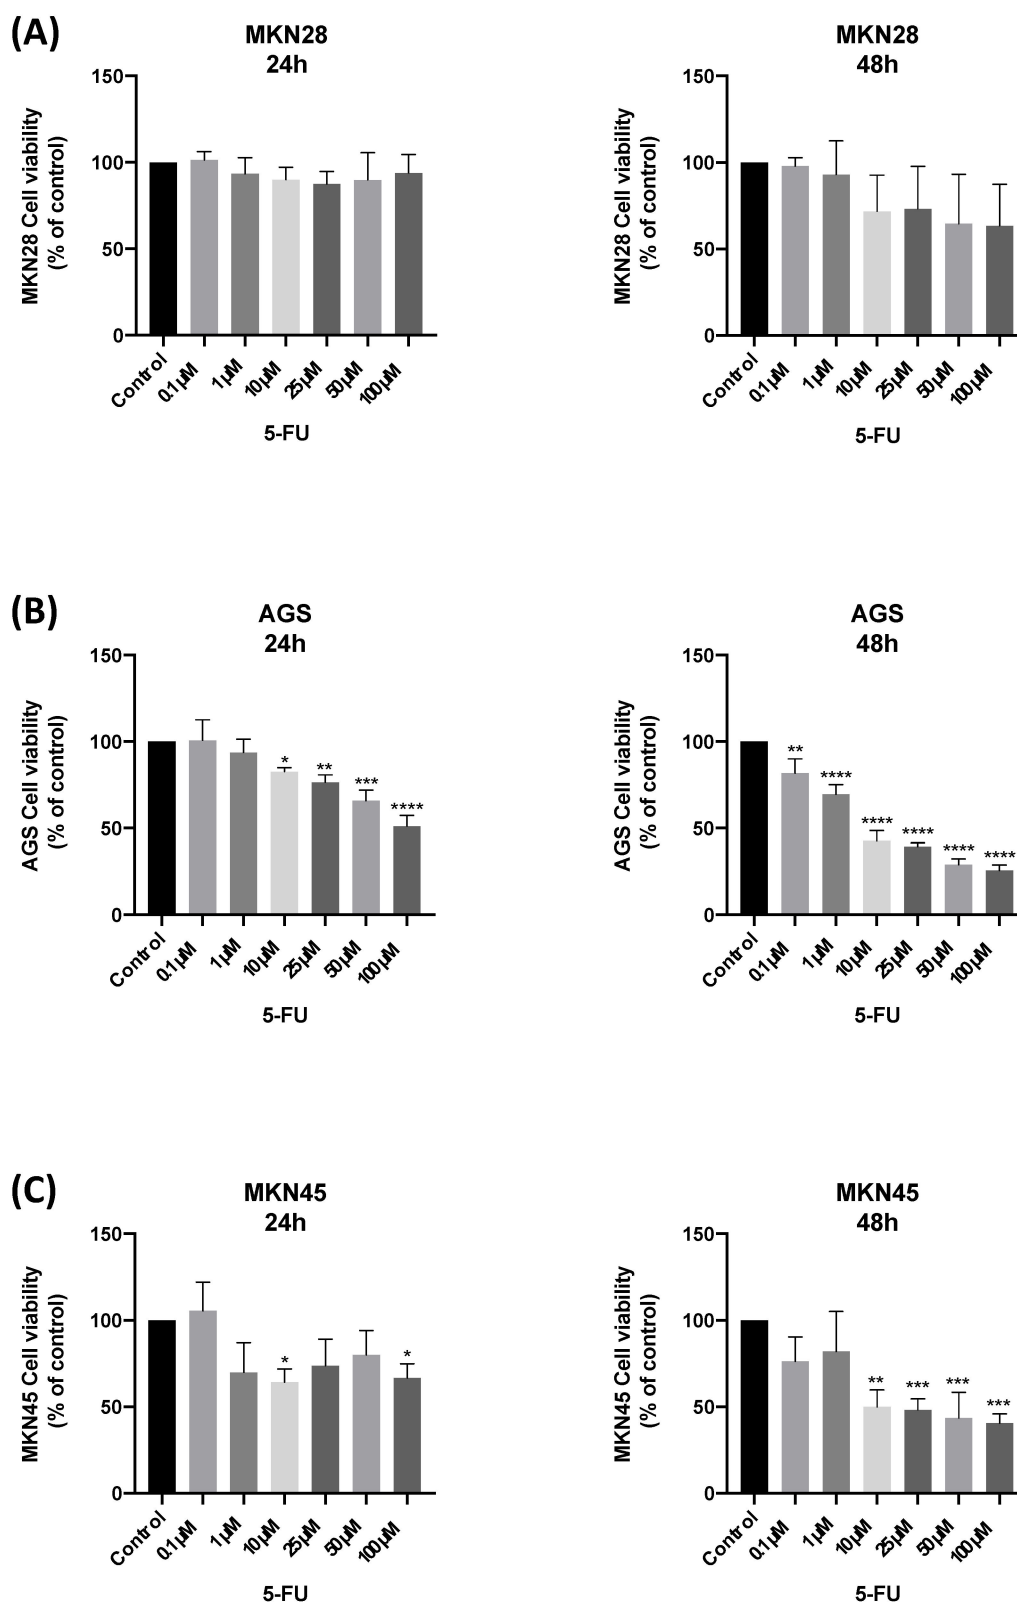 (A)
MKN28
24h
MKN28 Cell viability
(% of control)
150
100
50
0
Control
0.1µM
1µM
10µM
25µM
50µM
100µM
5-FU
MKN28
48h
MKN28 Cell viability
(% of control)
150
100
50
0
Control
0.1µM
1µM
10µM
25µM
50µM
100µM
5-FU
(B)
AGS
24h
AGS Cell viability
(% of control)
150
100
50
0
*
**
***
****
Control
0.1µM
1µM
10µM
25µM
50µM
100µM
5-FU
AGS
48h
AGS Cell viability
(% of control)
150
100
50
0
**
****
****
****
****
****
Control
0.1µM
1µM
10µM
25µM
50µM
100µM
5-FU
(C)
MKN45
24h
MKN45 Cell viability
(% of control)
150
100
50
0
*
*
Control
0.1µM
1µM
10µM
25µM
50µM
100µM
5-FU
MKN45
48h
MKN45 Cell viability
(% of control)
150
100
50
0
**
***
***
***
Control
0.1µM
1µM
10µM
25µM
50µM
100µM
5-FU